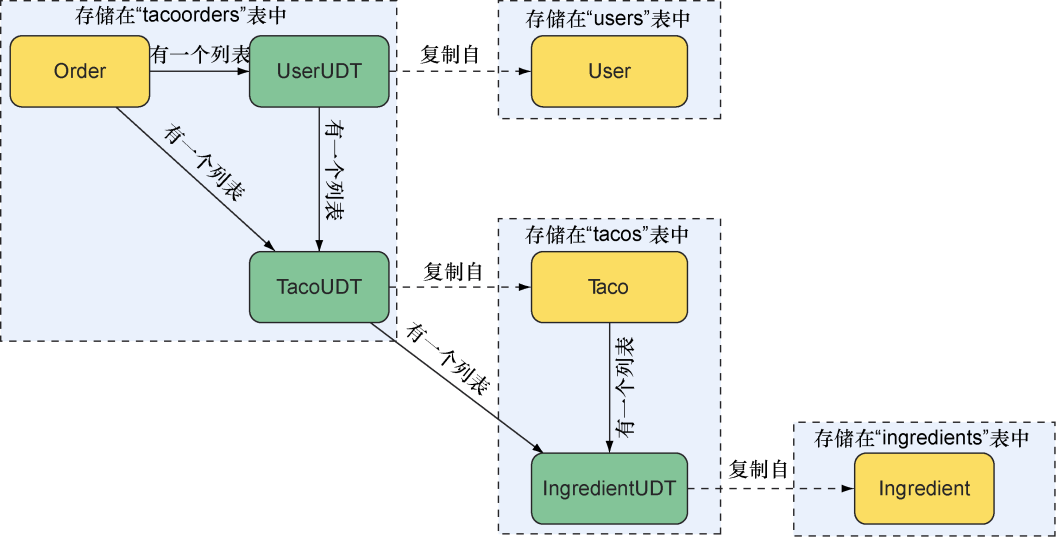 存储在“tacoorders”表中
Order
有一个列表
UserUDT
复制自
存储在“users”表中
User
有一个列表
有一个列表
TacoUDT
复制自
存储在“tacos”表中
Taco
有一个列表
有一个列表
IngredientUDT
复制自
存储在“ingredients”表中
Ingredient